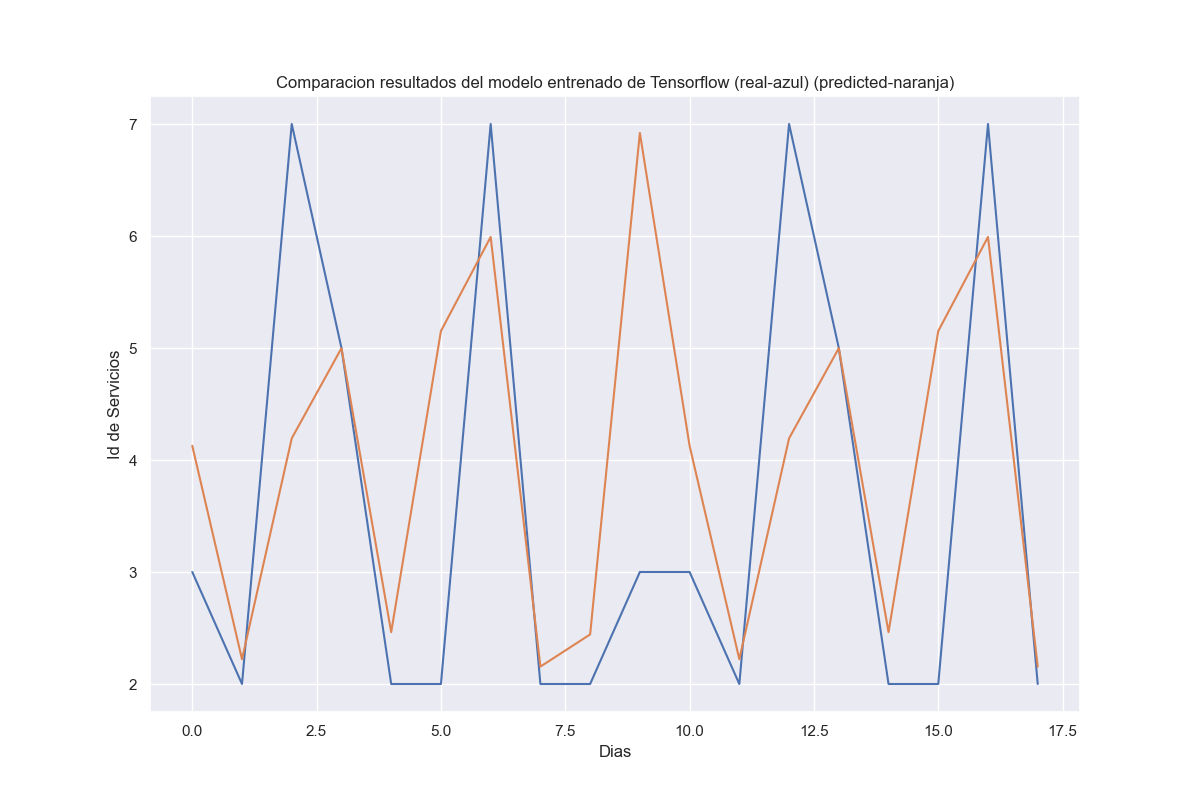 Comparacion resultados del modelo entrenado de Tensorflow (real-azul) (predicted-naranja)
7
6
5
4
3
2
Id de Servicios
0.0 2.5 5.0 7.5 10.0 12.5 15.0 17.5
Dias